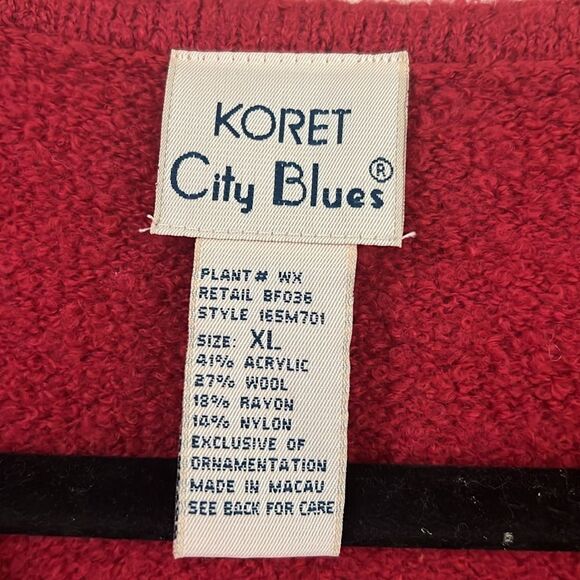 KORET
City Blues®
PLANT# WX
RETAIL BF036
STYLE 165M701
SIZE: XL
41% ACRYLIC
27% WOOL
18% RAYON
14% NYLON
EXCLUSIVE OF
ORNAMENTATION
MADE IN MACAU
SEE BACK FOR CARE